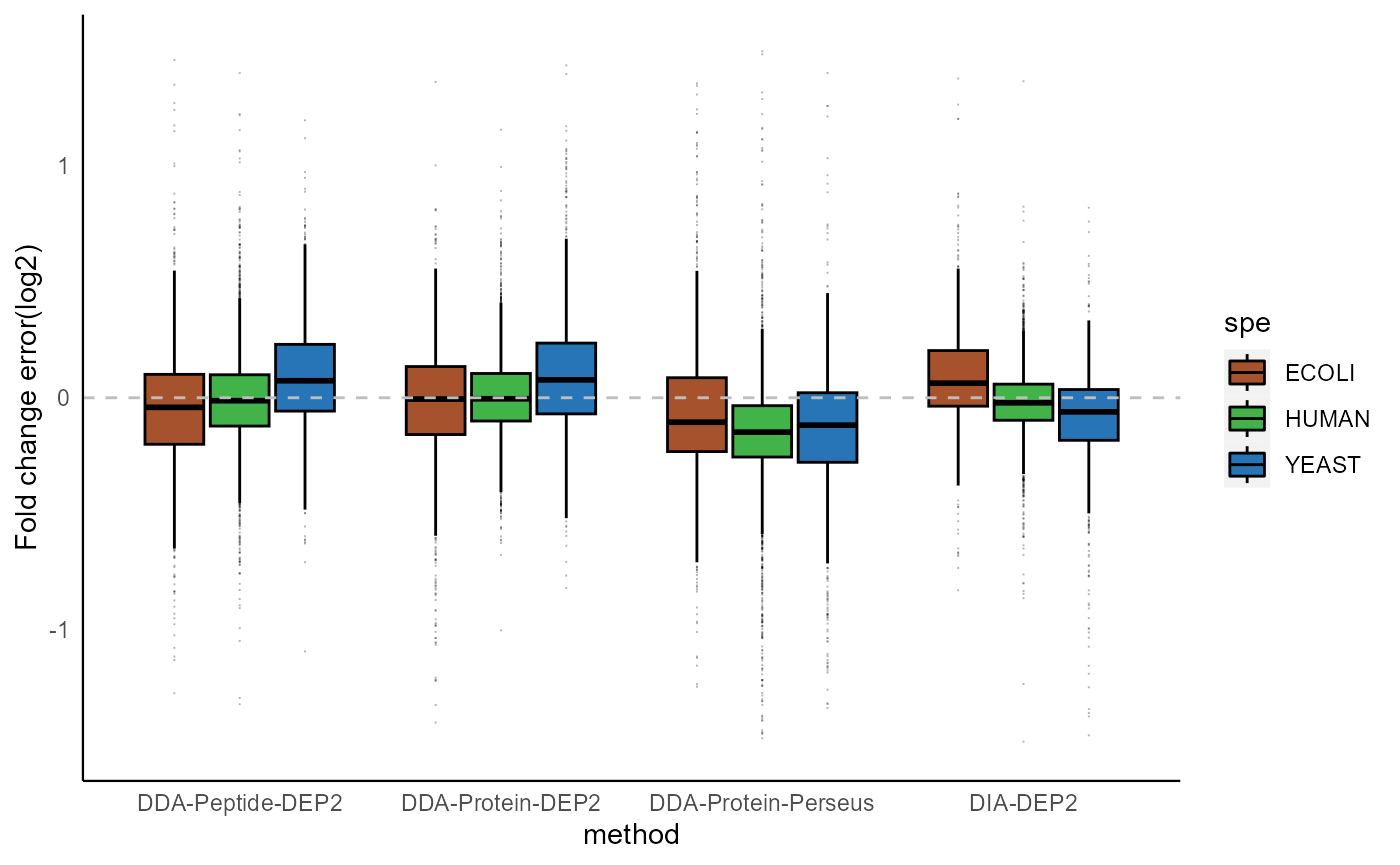 Fold change error(log2)
1
0
-1
DDA-Peptide-DEP2
DDA-Protein-DEP2
DDA-Protein-Perseus
DIA-DEP2
method
spe
ECOLI
HUMAN
YEAST